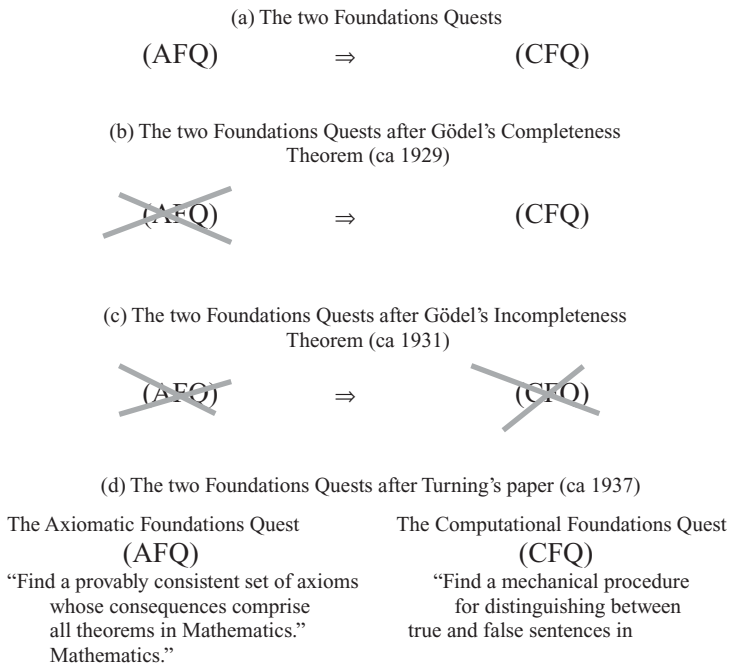 (a) The two Foundations Quests
(AFQ) ⇒ (CFQ)
(b) The two Foundations Quests after Gödel's Completeness
Theorem (ca 1929)
(AFQ) ⇒ (CFQ)
(c) The two Foundations Quests after Gödel's Incompleteness
Theorem (ca 1931)
(AFQ) ⇒ (CFQ)
(d) The two Foundations Quests after Turning's paper (ca 1937)
The Axiomatic Foundations Quest
(AFQ)
“Find a provably consistent set of axioms
whose consequences comprise
all theorems in Mathematics.”
Mathematics.”
The Computational Foundations Quest
(CFQ)
“Find a mechanical procedure
for distinguishing between
true and false sentences in